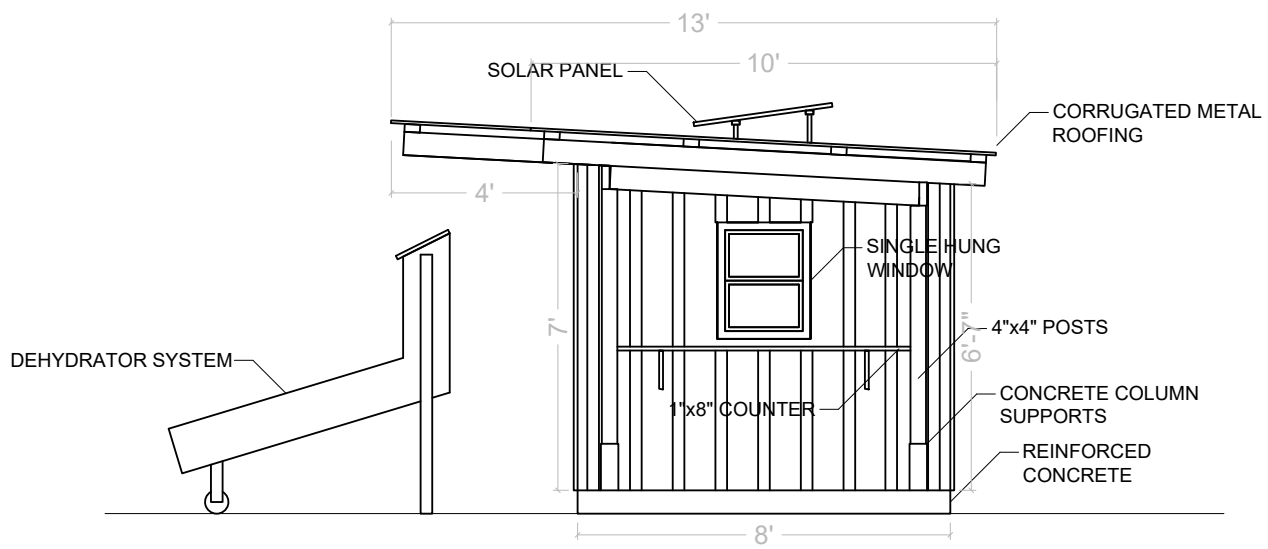 13'
10'
SOLAR PANEL
CORRUGATED METAL
ROOFING
4'
SINGLE HUNG
WINDOW
7'
6'-7"
4"x4" POSTS
DEHYDRATOR SYSTEM
1"x8" COUNTER
CONCRETE COLUMN
SUPPORTS
REINFORCED
CONCRETE
8'